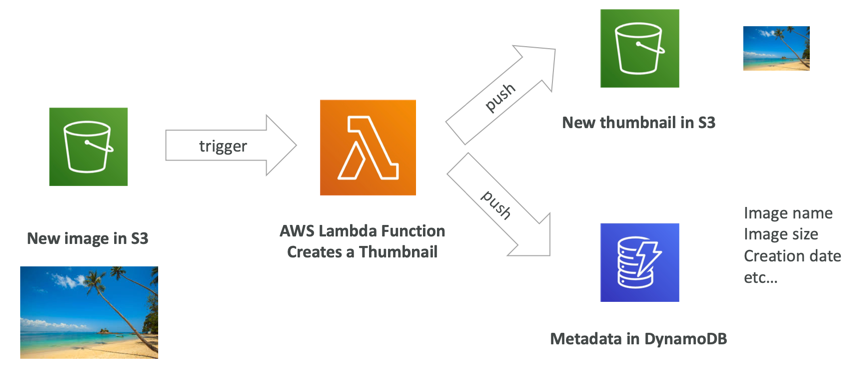 trigger
push
push
New image in S3
AWS Lambda Function
Creates a Thumbnail
New thumbnail in S3
Image name
Image size
Creation date
etc...
Metadata in DynamoDB